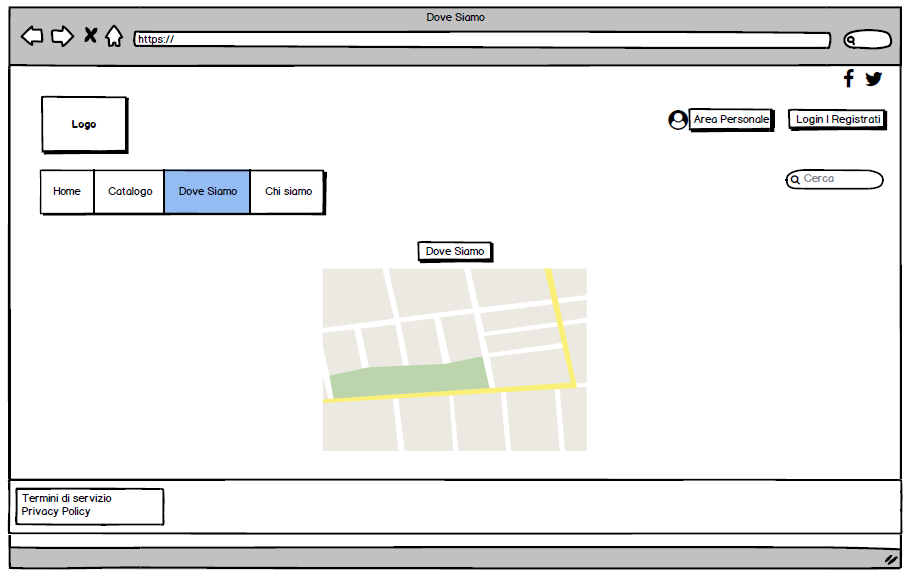 Dove Siamo
https://
Logo
Area Personale
Login | Registrati
Home
Catalogo
Dove Siamo
Chi siamo
Cerca
Dove Siamo
Termini di servizio
Privacy Policy